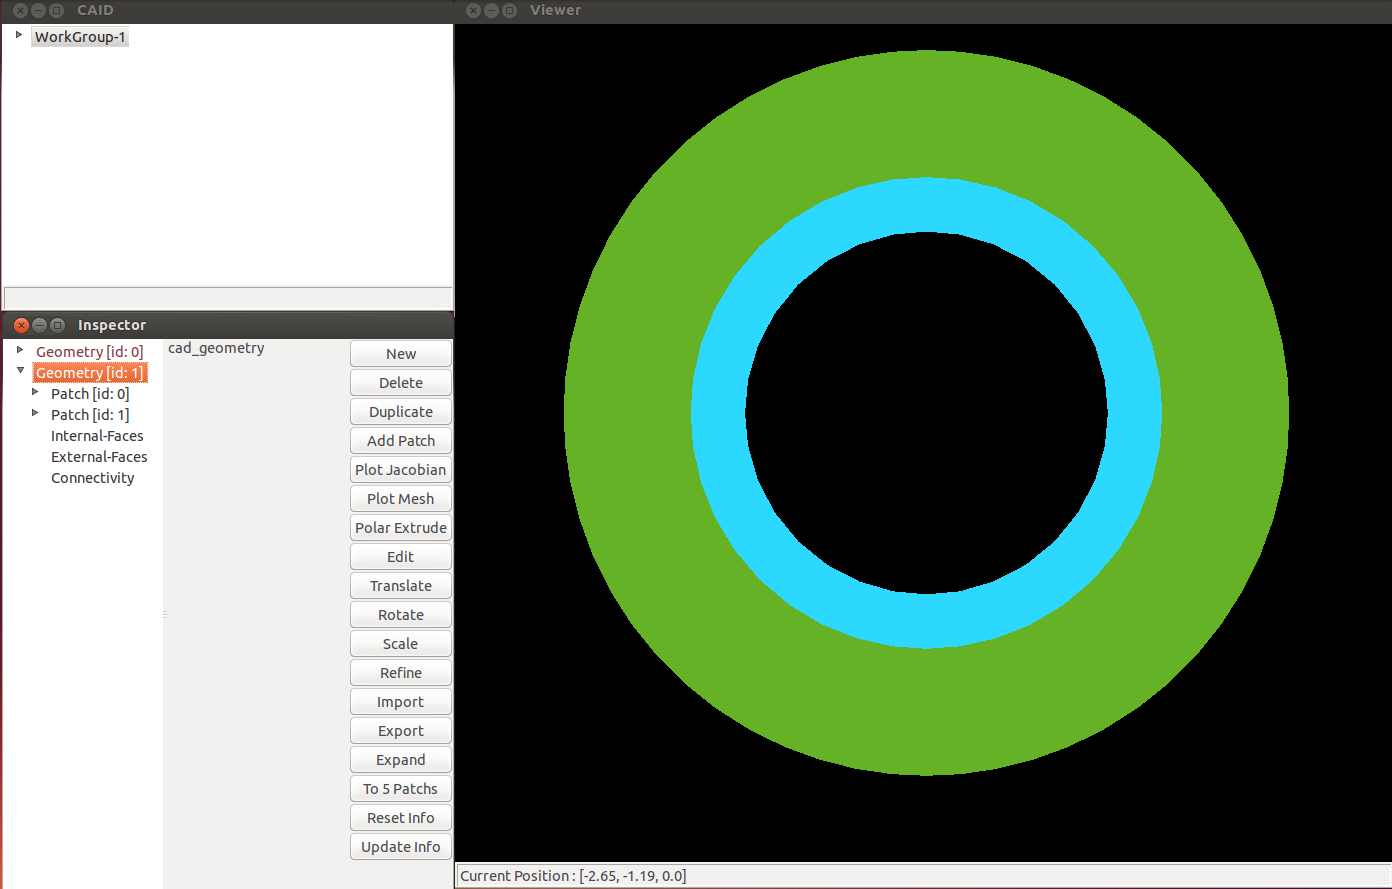 CAID
WorkGroup-1
Inspector
Geometry [id: 0]
Geometry [id: 1]
Patch [id: 0]
Patch [id: 1]
Internal-Faces
External-Faces
Connectivity
cad_geometry
New
Delete
Duplicate
Add Patch
Plot Jacobian
Plot Mesh
Polar Extrude
Edit
Translate
Rotate
Scale
Refine
Import
Export
Expand
To 5 Patchs
Reset Info
Update Info
Viewer
Current Position : [-2.65, -1.19, 0.0]